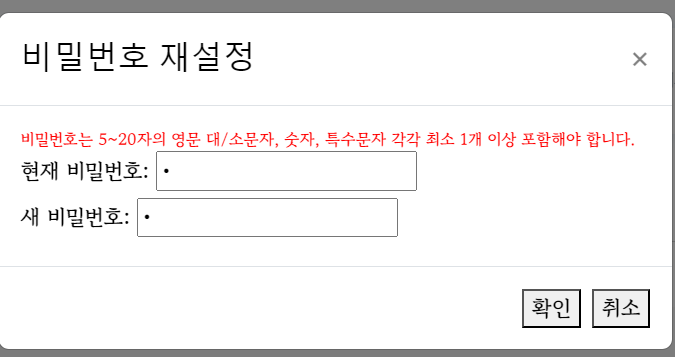 비밀번호 재설정 ×
비밀번호는 5~20자의 영문 대/소문자, 숫자, 특수문자 각각 최소 1개 이상 포함해야 합니다.
현재 비밀번호: •
새 비밀번호: •
확인 취소